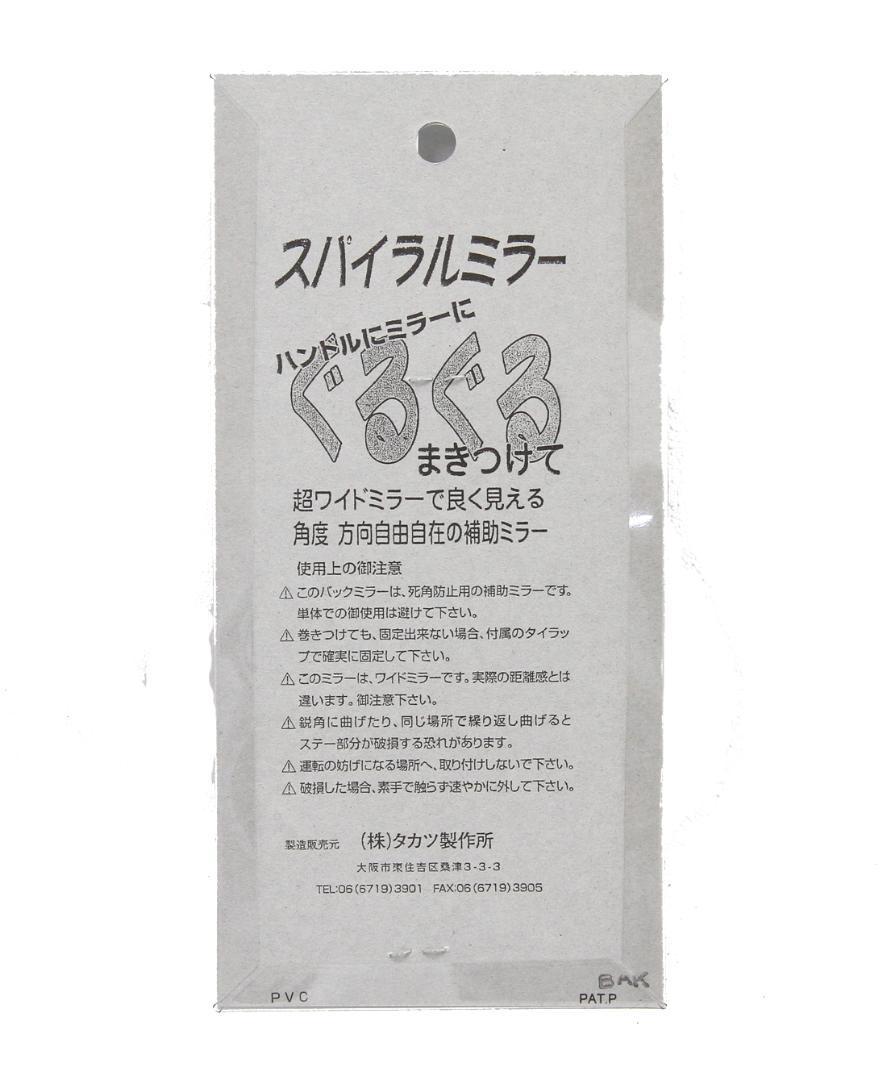 スパイラルミラー
ハンドルにミラーに
ぐるぐる
まきつけて
超ワイドミラーで良く見える
角度 方向自由自在の補助ミラー
使用上の御注意
⚠このバックミラーは、死角防止用の補助ミラーです。
単体での御使用は避けて下さい。
⚠巻きつけても、固定出来ない場合、付属のタイラッ
プで確実に固定して下さい。
⚠このミラーは、ワイドミラーです。実際の距離感とは
違います。御注意下さい。
⚠鋭角に曲げたり、同じ場所で繰り返し曲げると
ステー部分が破損する恐れがあります。
⚠運転の妨げになる場所へ、取り付けしないで下さい。
⚠破損した場合、素手で触らず速やかに外して下さい。
製造販売元 (株)タカツ製作所
大阪市東住吉区桑津3-3-3
TEL:06(6719)3901 FAX:06(6719)3905
BAK
PVC PAT.P